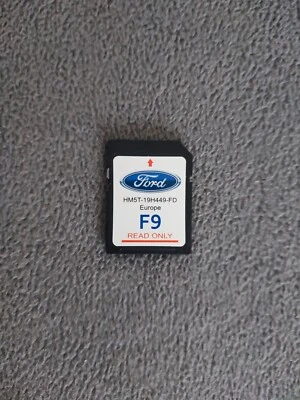 Ford
HM5T-19H449-FD
Europe
F9
READ ONLY